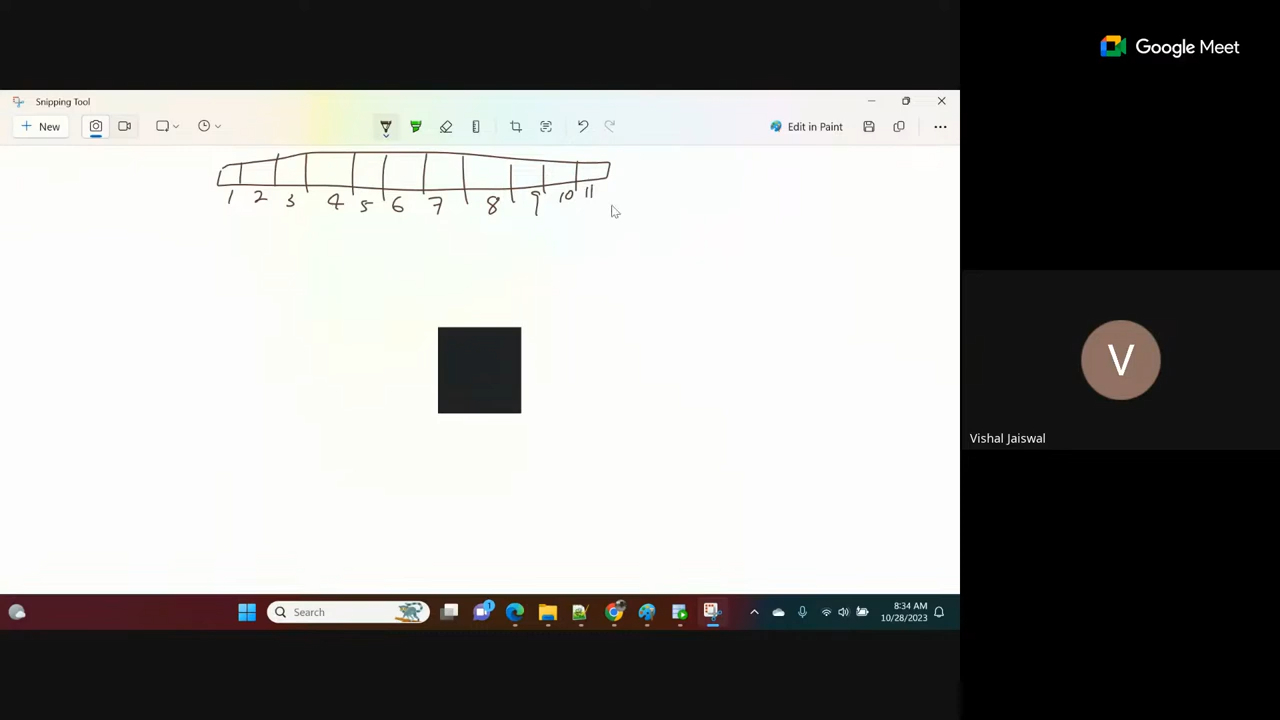 Google Meet
Snipping Tool
New
Edit in Paint
1 2 3 4 5 6 7 8 9 10 11
V
Vishal Jaiswal
Search
1
8:34 AM
10/28/2023